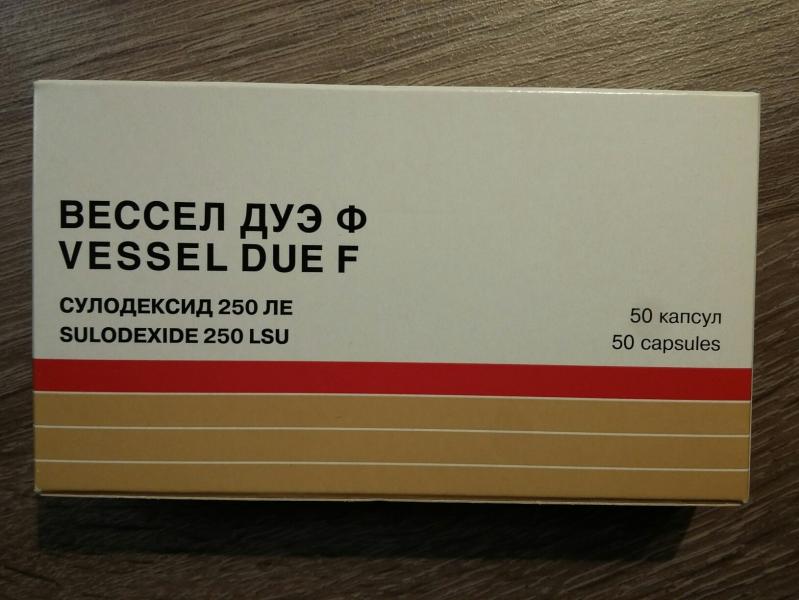 ВЕССЕЛ ДУЭ Ф
VESSEL DUE F
СУЛОДЕКСИД 250 ЛЕ
SULODEXIDE 250 LSU
50 капсул
50 capsules